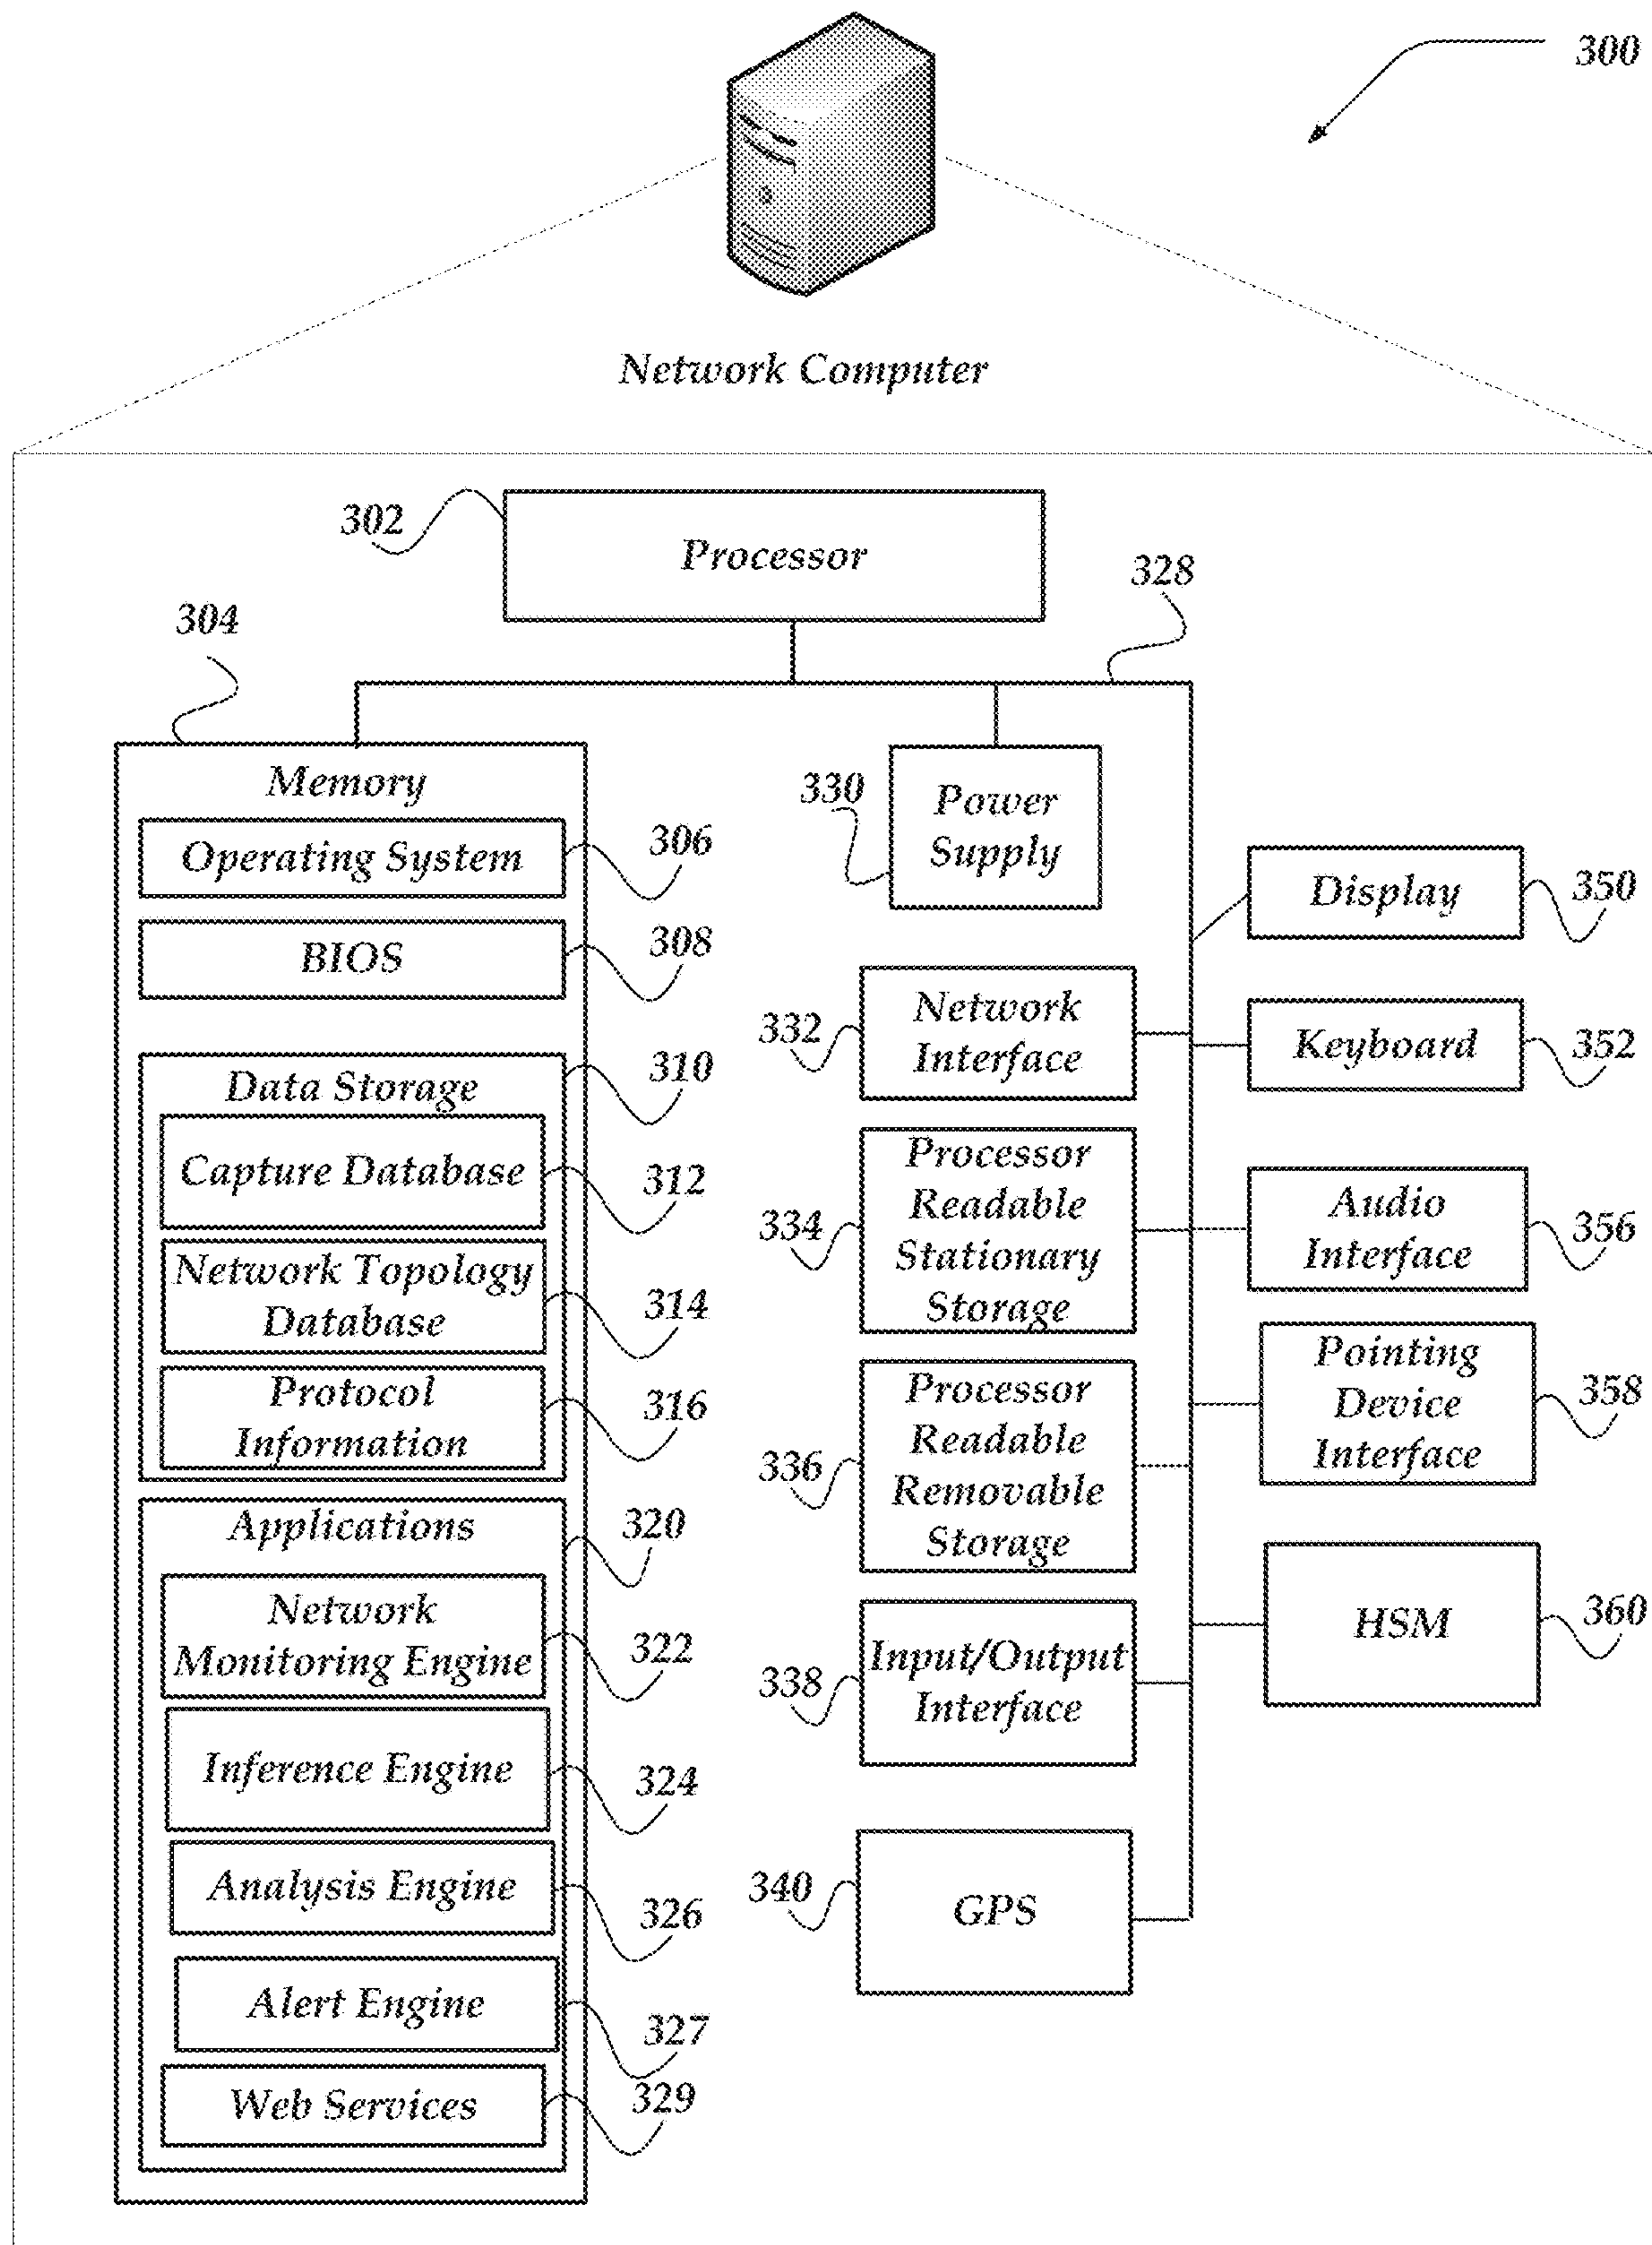 300
Network Computer
302
Processor
328
304
Memory
Operating System
306
BIOS
308
Data Storage
310
Capture Database
312
Network Topology
Database
314
Protocol
Information
316
Applications
320
Network
Monitoring Engine
322
Inference Engine
324
Analysis Engine
326
Alert Engine
327
Web Services
329
330
Power
Supply
332
Network
Interface
334
Processor
Readable
Stationary
Storage
336
Processor
Readable
Removable
Storage
338
Input/Output
Interface
340
GPS
Display
350
Keyboard
352
Audio
Interface
356
Pointing
Device
Interface
358
HSM
360